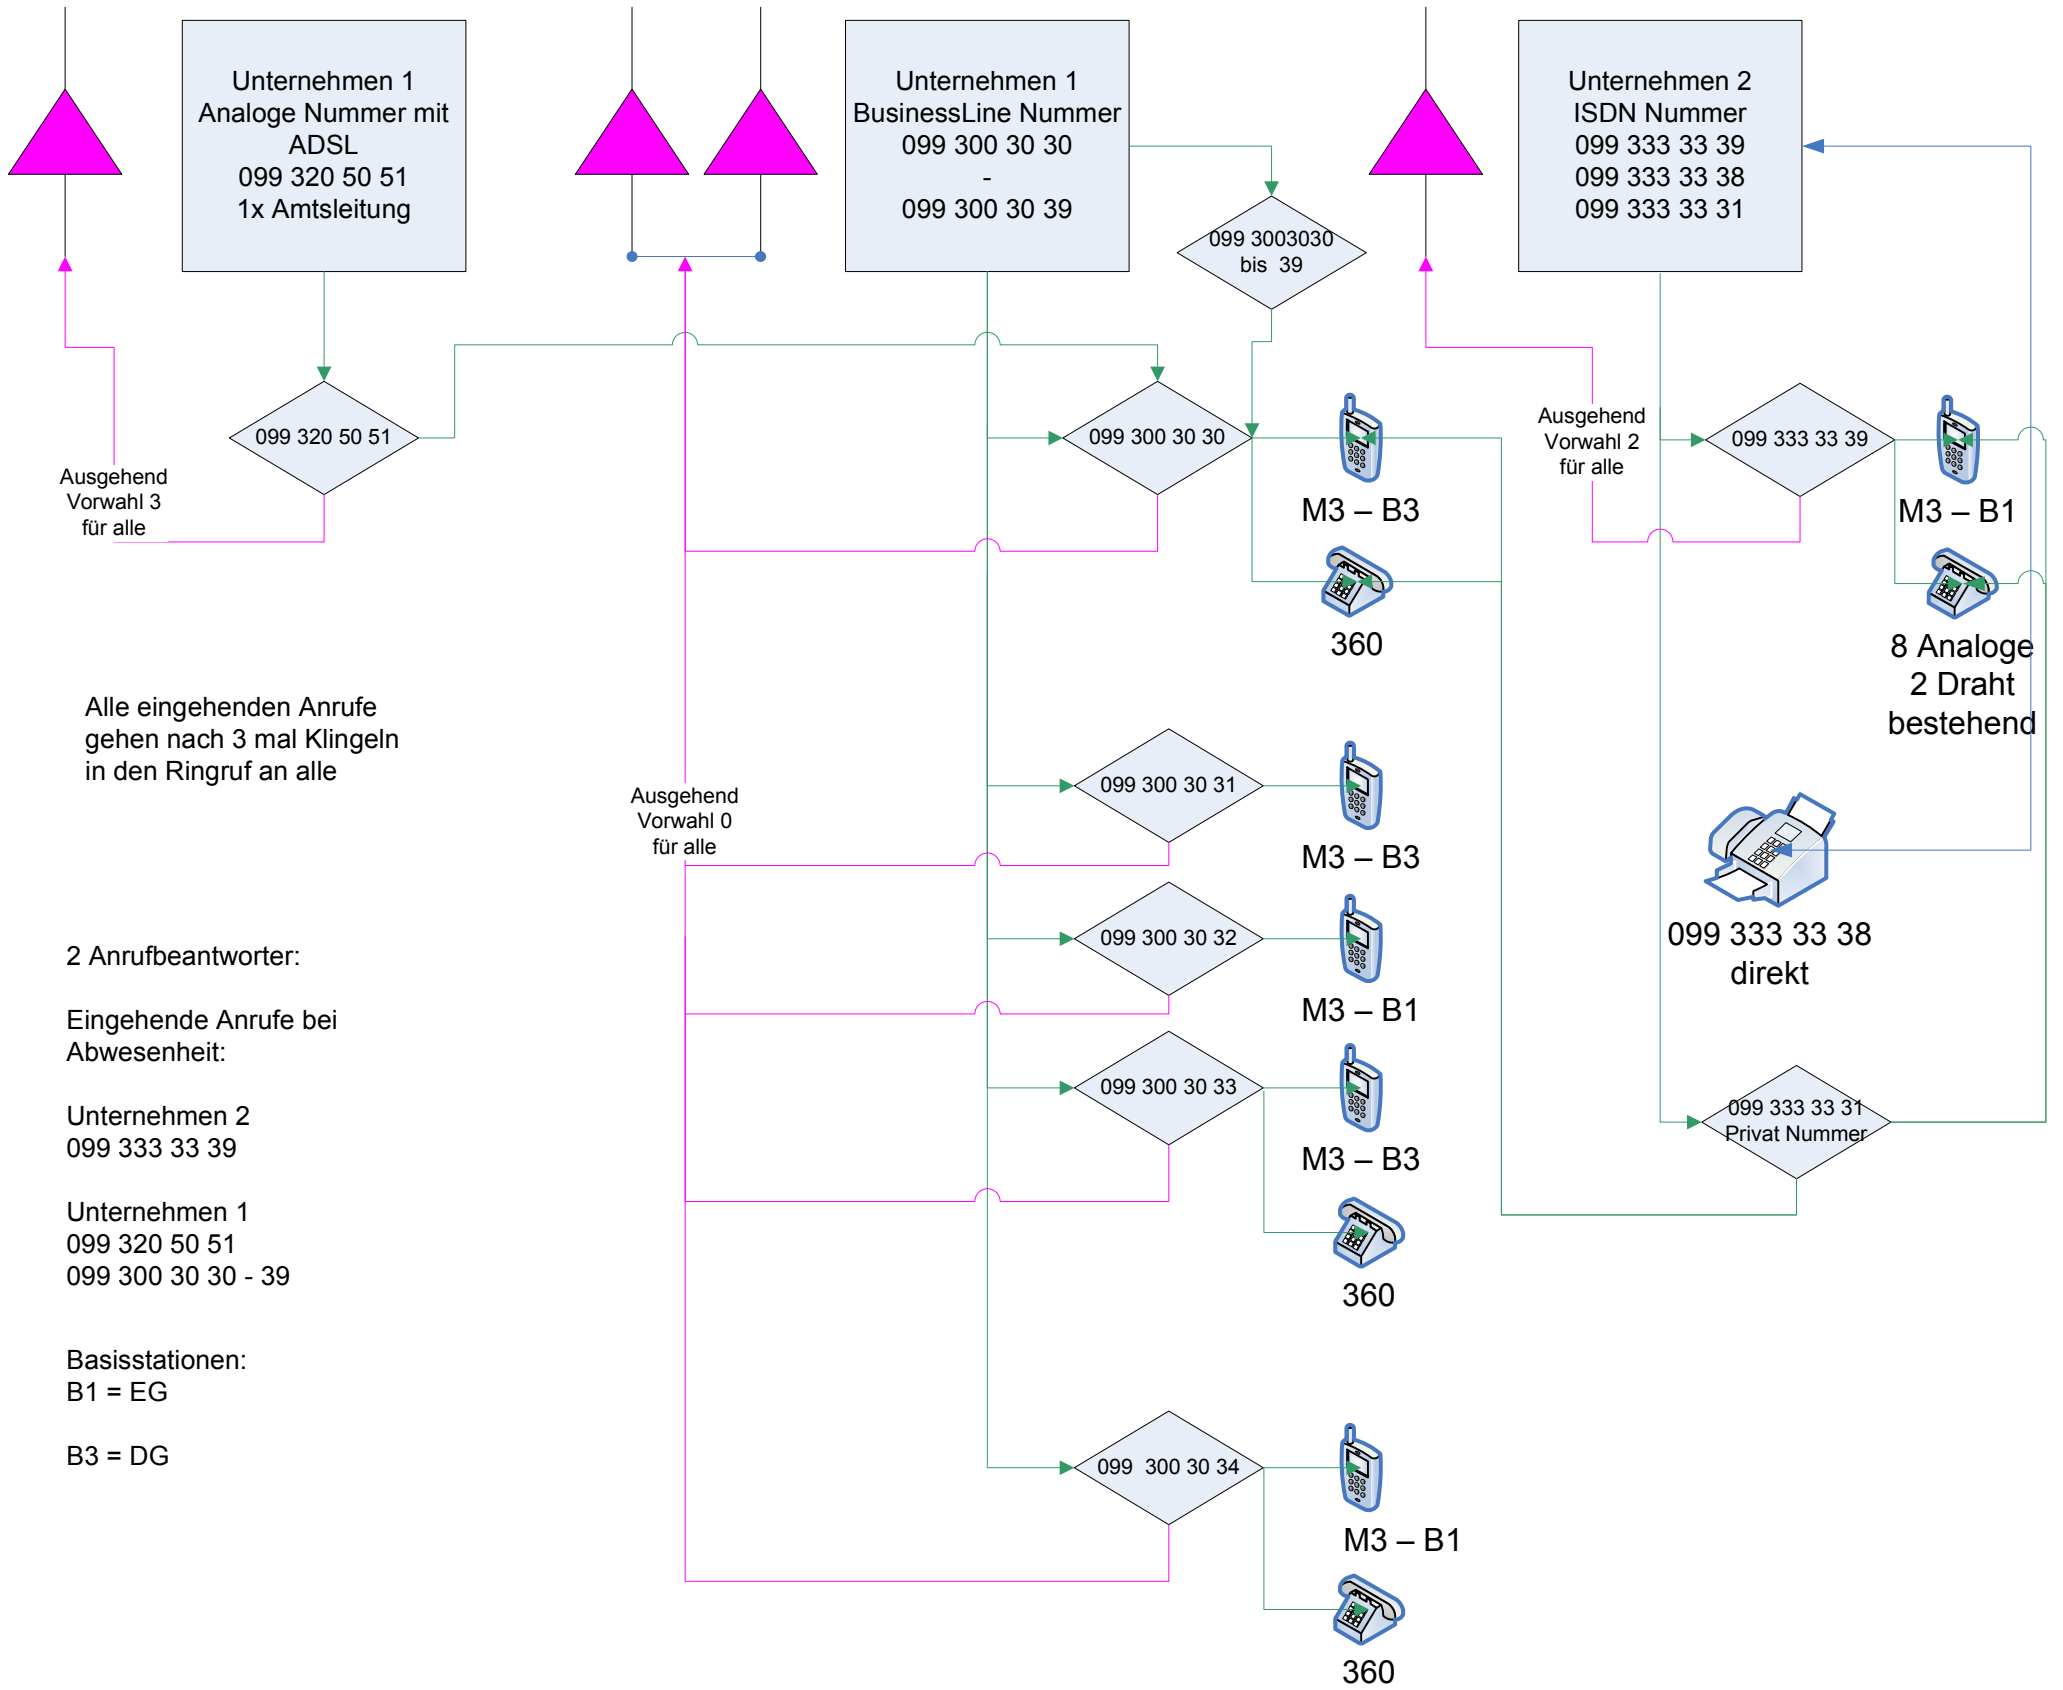 Unternehmen 1
Analoge Nummer mit
ADSL
099 320 50 51
1x Amtsleitung
Unternehmen 1
BusinessLine Nummer
099 300 30 30
-
099 300 30 39
Unternehmen 2
ISDN Nummer
099 333 33 39
099 333 33 38
099 333 33 31
099 3003030
bis 39
099 320 50 51
Ausgehend
Vorwahl 3
für alle
099 300 30 30
M3 – B3
360
Ausgehend
Vorwahl 2
für alle
099 333 33 39
M3 – B1
8 Analoge
2 Draht
bestehend
Alle eingehenden Anrufe
gehen nach 3 mal Klingeln
in den Ringruf an alle
Ausgehend
Vorwahl 0
für alle
099 300 30 31
M3 – B3
099 300 30 32
M3 – B1
099 333 33 38
direkt
099 300 30 33
M3 – B3
360
099 333 33 31
Privat Nummer
2 Anrufbeantworter:
Eingehende Anrufe bei
Abwesenheit:
Unternehmen 2
099 333 33 39
Unternehmen 1
099 320 50 51
099 300 30 30 - 39
Basisstationen:
B1 = EG
B3 = DG
099 300 30 34
M3 – B1
360